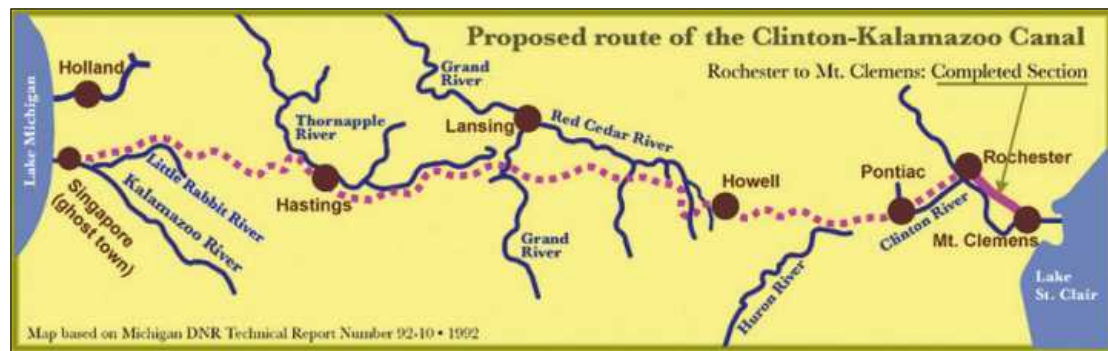 Proposed route of the Clinton-Kalamazoo Canal
Rochester to Mt. Clemens: Completed Section
Lake Michigan
Holland
Grand
River
Thornapple
River
Lansing
Red Cedar River
Rochester
Pontiac
Little Rabbit River
Kalamazoo River
Singapore
(ghost town)
Hastings
Howell
Clinton River
Mt. Clemens
Grand
River
Huron River
Lake
St. Clair
Map based on Michigan DNR Technical Report Number 92-10 • 1992